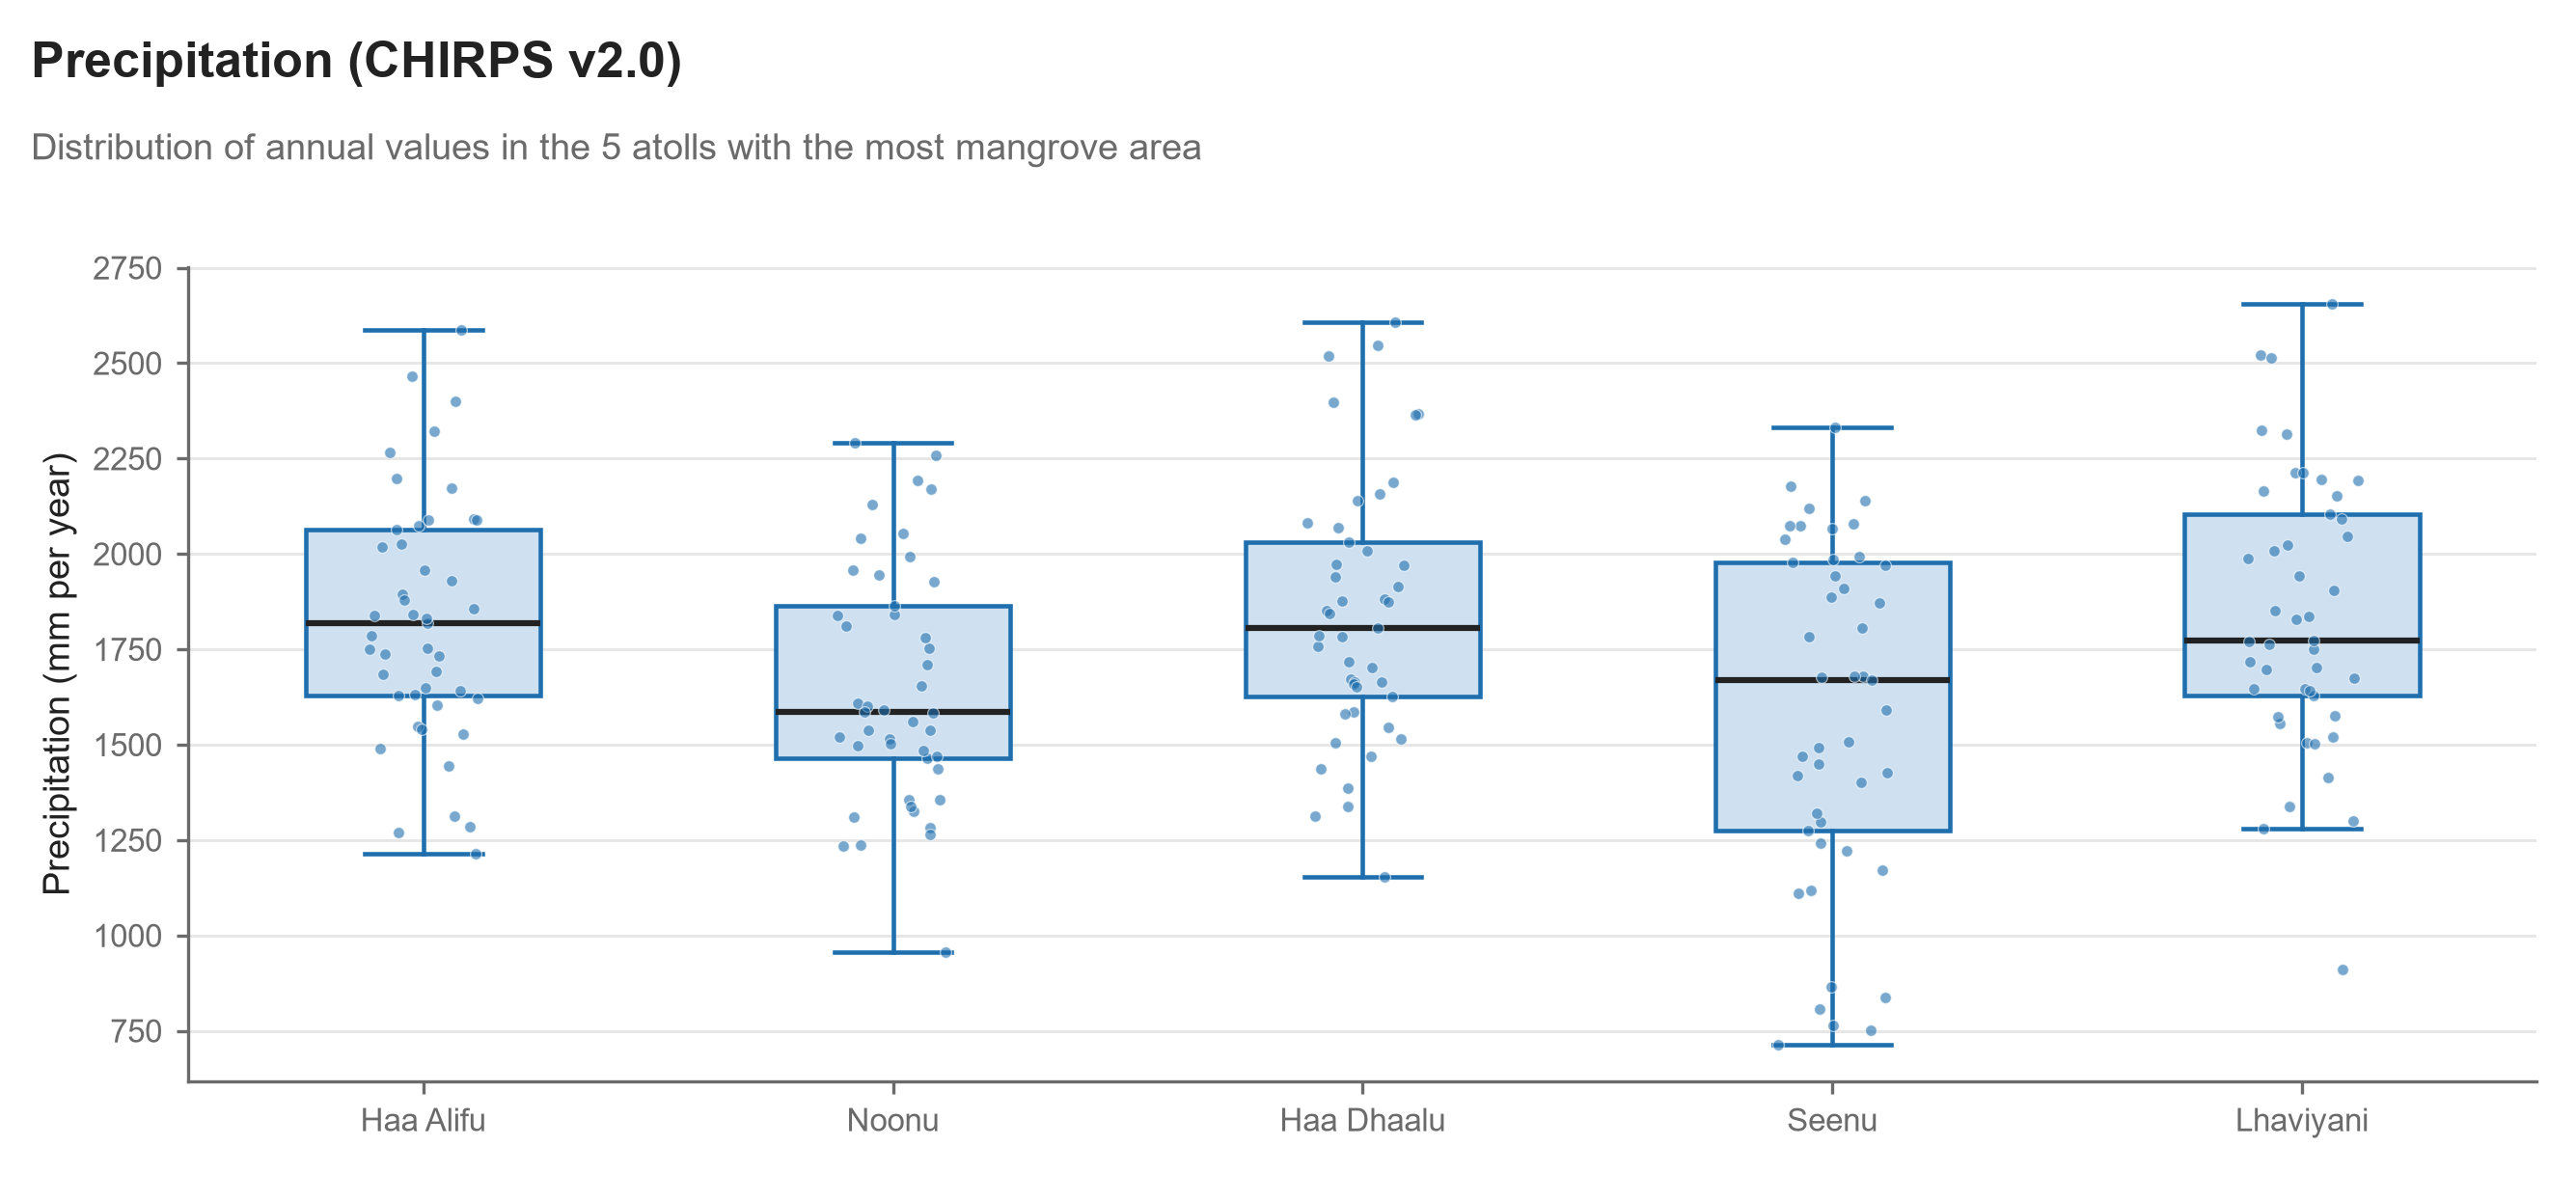 Precipitation (CHIRPS v2.0)
Distribution of annual values in the 5 atolls with the most mangrove area
Precipitation (mm per year)
2750
2500
2250
2000
1750
1500
1250
1000
750
Haa Alifu
Noonu
Haa Dhaalu
Seenu
Lhaviyani